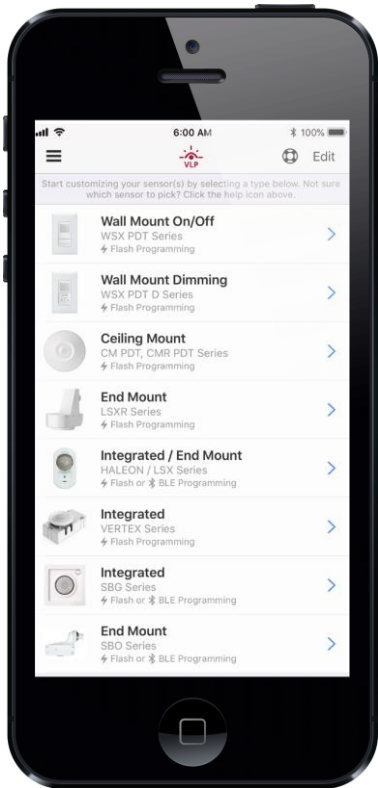 6:00 AM
100%
VLP
Edit
Start customizing your sensor(s) by selecting a type below. Not sure
which sensor to pick? Click the help icon above.
Wall Mount On/Off
WSX PDT Series
Flash Programming
Wall Mount Dimming
WSX PDT D Series
Flash Programming
Ceiling Mount
CM PDT, CMR PDT Series
Flash Programming
End Mount
LSXR Series
Flash Programming
Integrated / End Mount
HALEON / LSX Series
Flash or BLE Programming
Integrated
VERTEX Series
Flash Programming
Integrated
SBG Series
Flash or BLE Programming
End Mount
SBO Series
Flash or BLE Programming